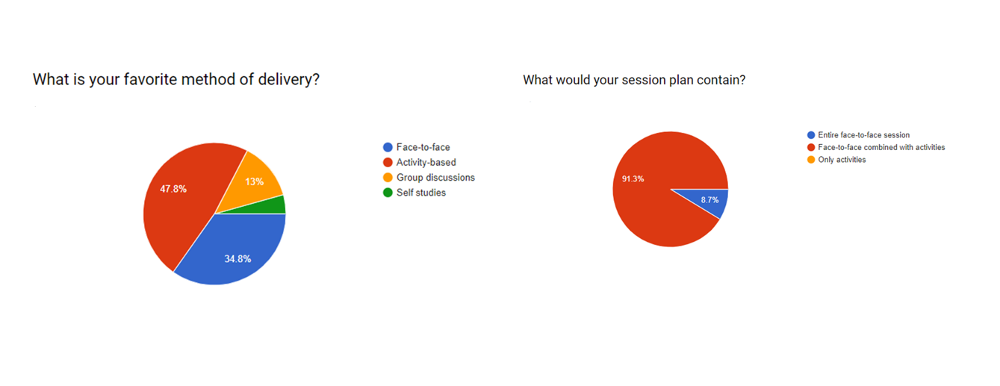 What is your favorite method of delivery?
47.8%
13%
34.8%
Face-to-face
Activity-based
Group discussions
Self studies
What would your session plan contain?
91.3%
8.7%
Entire face-to-face session
Face-to-face combined with activities
Only activities